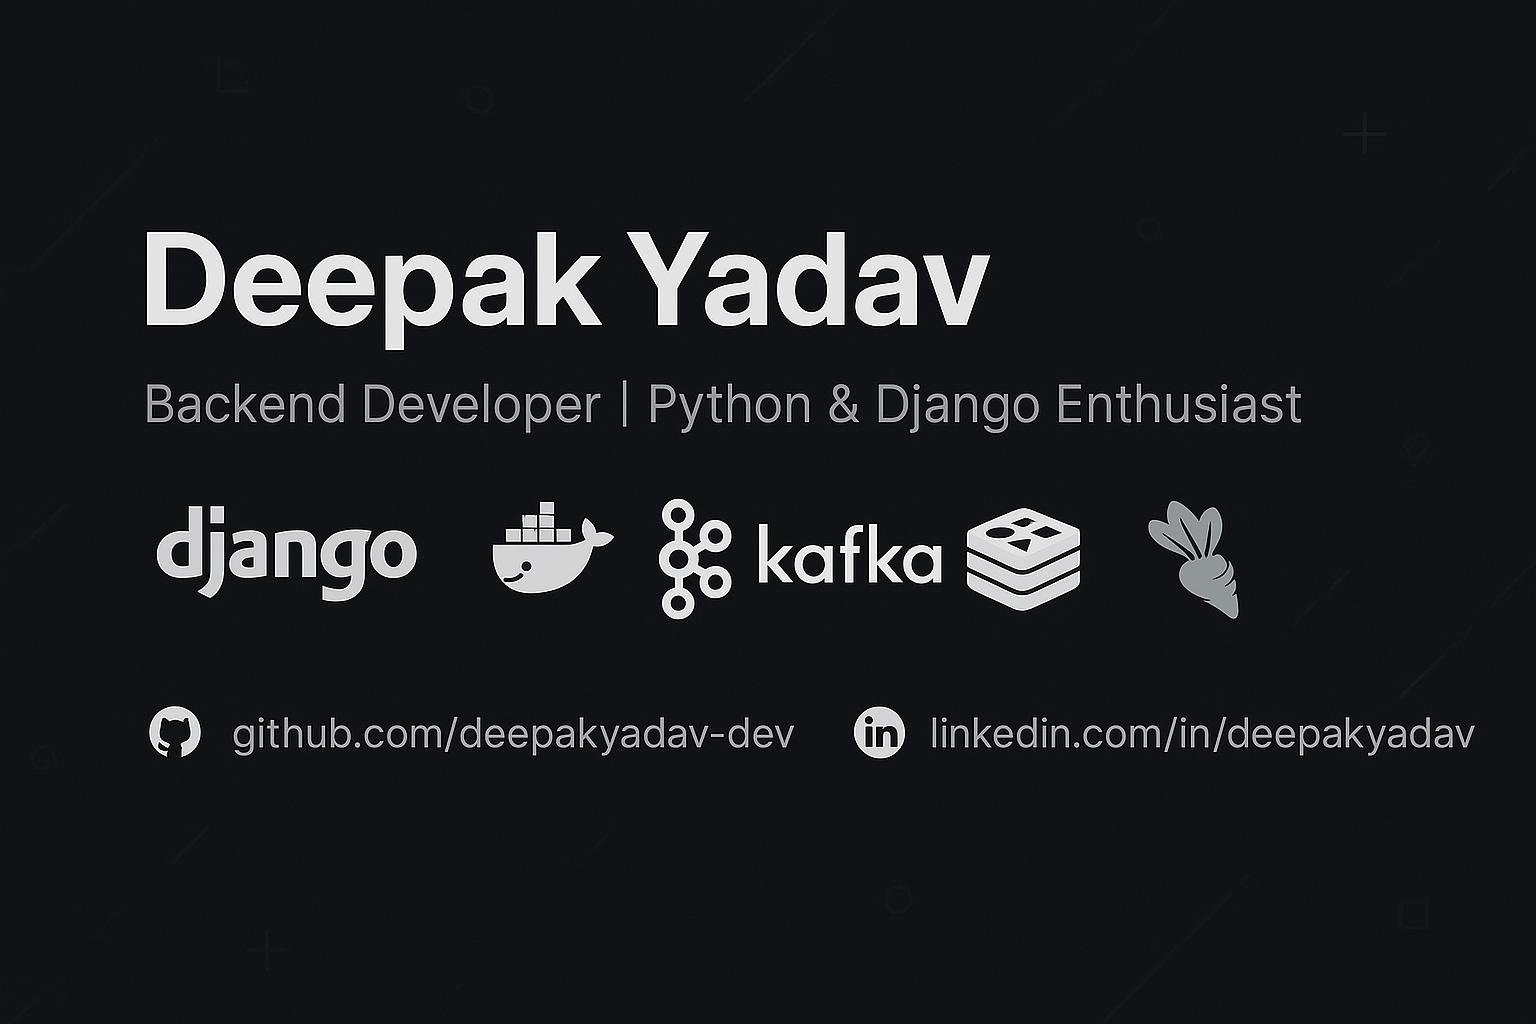 Deepak Yadav
Backend Developer | Python & Django Enthusiast
django kafka
github.com/deepakyadav-dev linkedin.com/in/deepakyadav